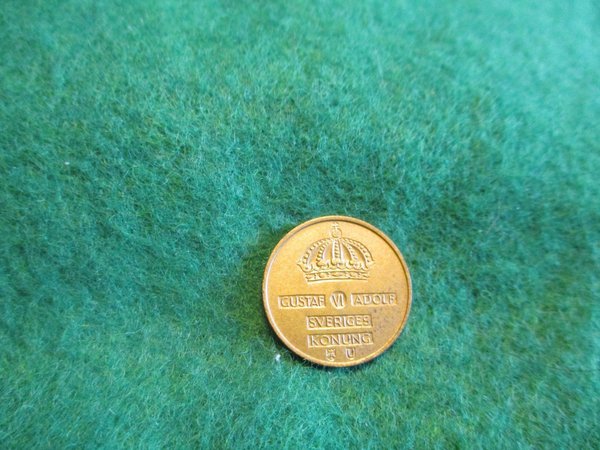 GUSTAF VI ADOLF
SVERIGES
KONUNG
U